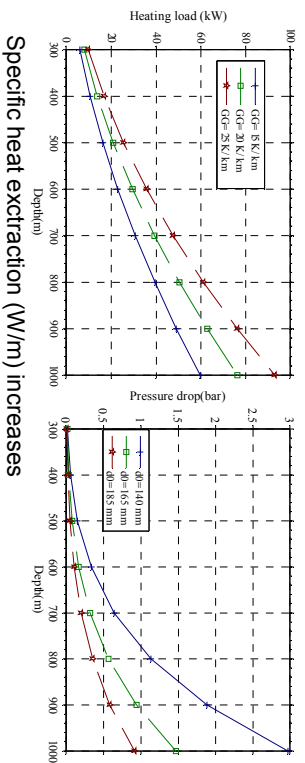 Heating load (kW)
0
20
40
60
80
100
300
400
500
600
700
800
900
1000
Depth(m)
GG= 15 K/ km
GG= 20 K/ km
GG= 25 K/ km
Pressure drop(bar)
0
0.5
1
1.5
2
2.5
3
300
400
500
600
700
800
900
1000
Depth(m)
d0=140 mm
d0=165 mm
d0=185 mm
Specific heat exctraction (W/m) increases